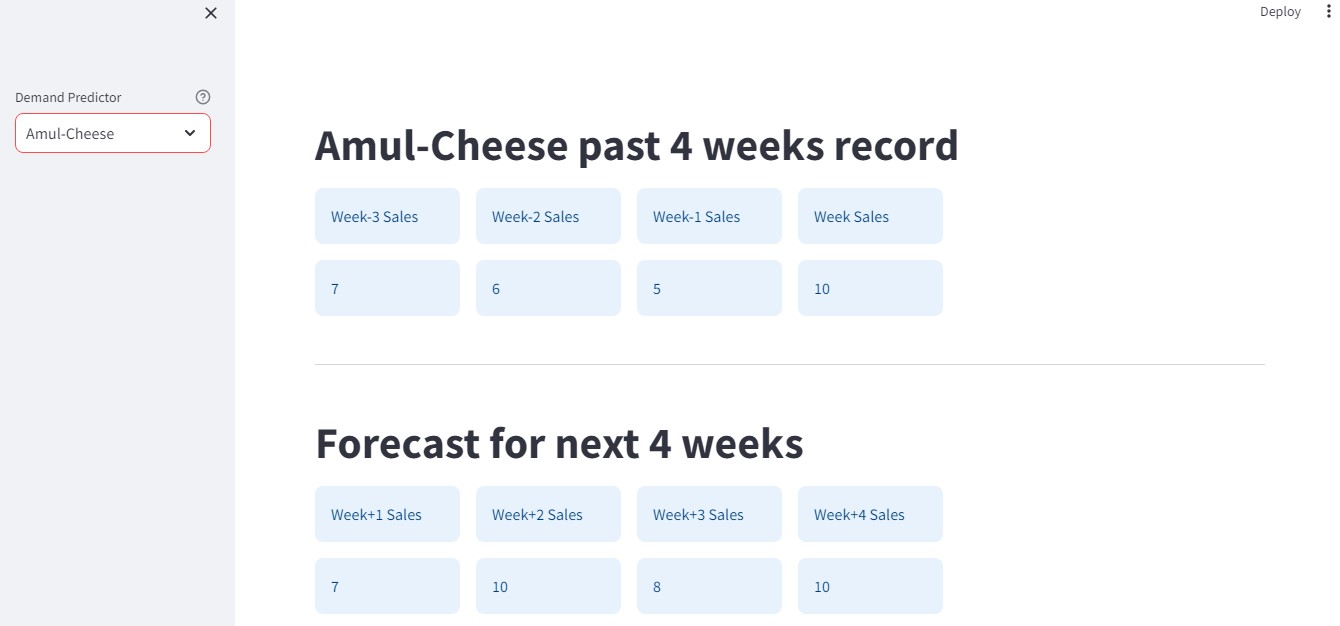 Deploy
Demand Predictor
Amul-Cheese
Amul-Cheese past 4 weeks record
Week-3 Sales Week-2 Sales Week-1 Sales Week Sales
7 6 5 10
Forecast for next 4 weeks
Week+1 Sales Week+2 Sales Week+3 Sales Week+4 Sales
7 10 8 10